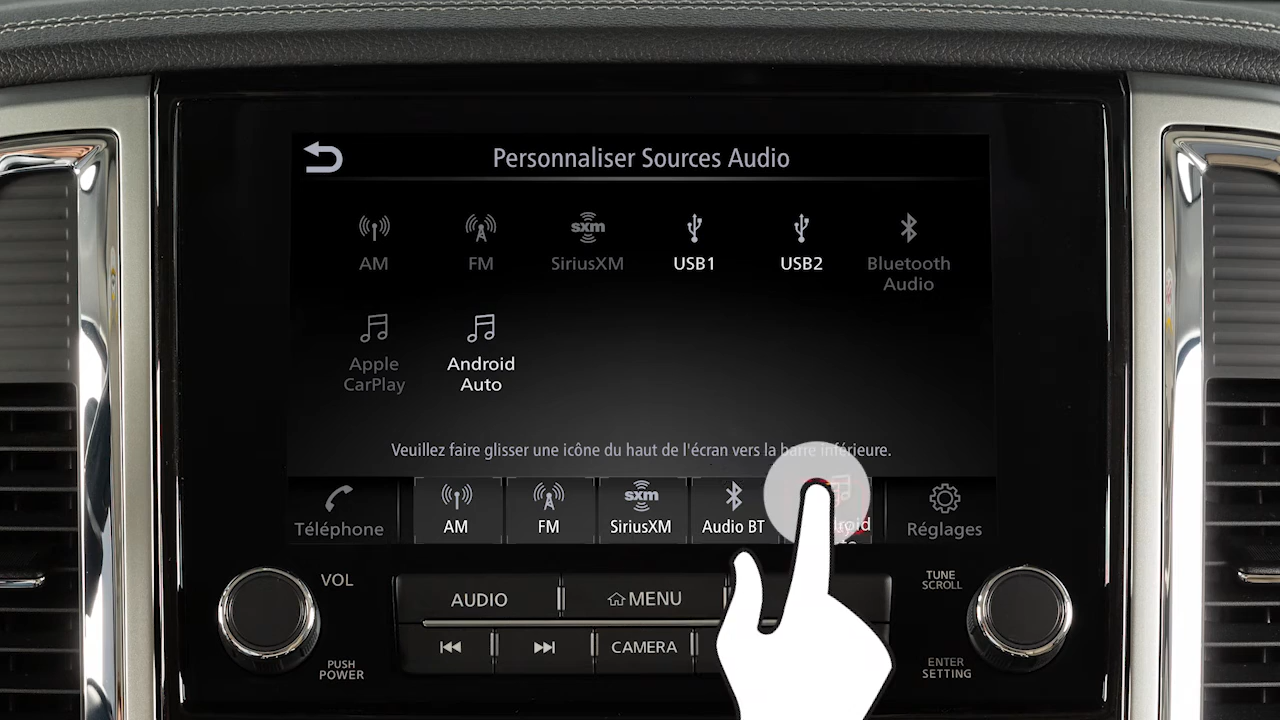 Personnaliser Sources Audio
AM
FM
sxm
SiriusXM
USB1
USB2
Bluetooth
Audio
Apple
CarPlay
Android
Auto
Veuillez faire glisser une icône du haut de l'écran vers la barre inférieure.
Téléphone
AM
FM
sxm
SiriusXM
Audio BT
Réglages
VOL
AUDIO
MENU
TUNE
SCROLL
CAMERA
PUSH
POWER
ENTER
SETTING